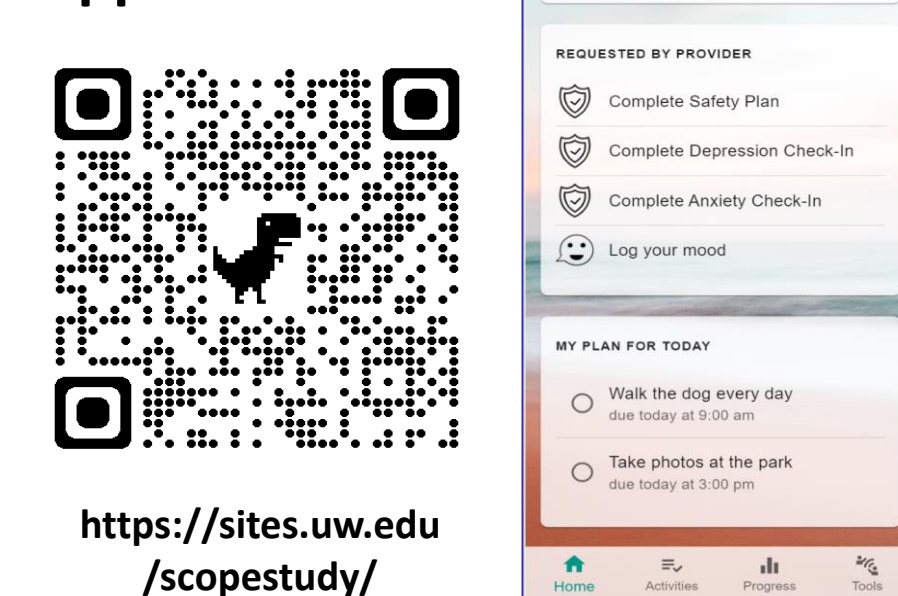 https://sites.uw.edu
/scopestudy/
REQUESTED BY PROVIDER
Complete Safety Plan
Complete Depression Check-In
Complete Anxiety Check-In
Log your mood
MY PLAN FOR TODAY
Walk the dog every day
due today at 9:00 am
Take photos at the park
due today at 3:00 pm
Home Activities Progress Tools